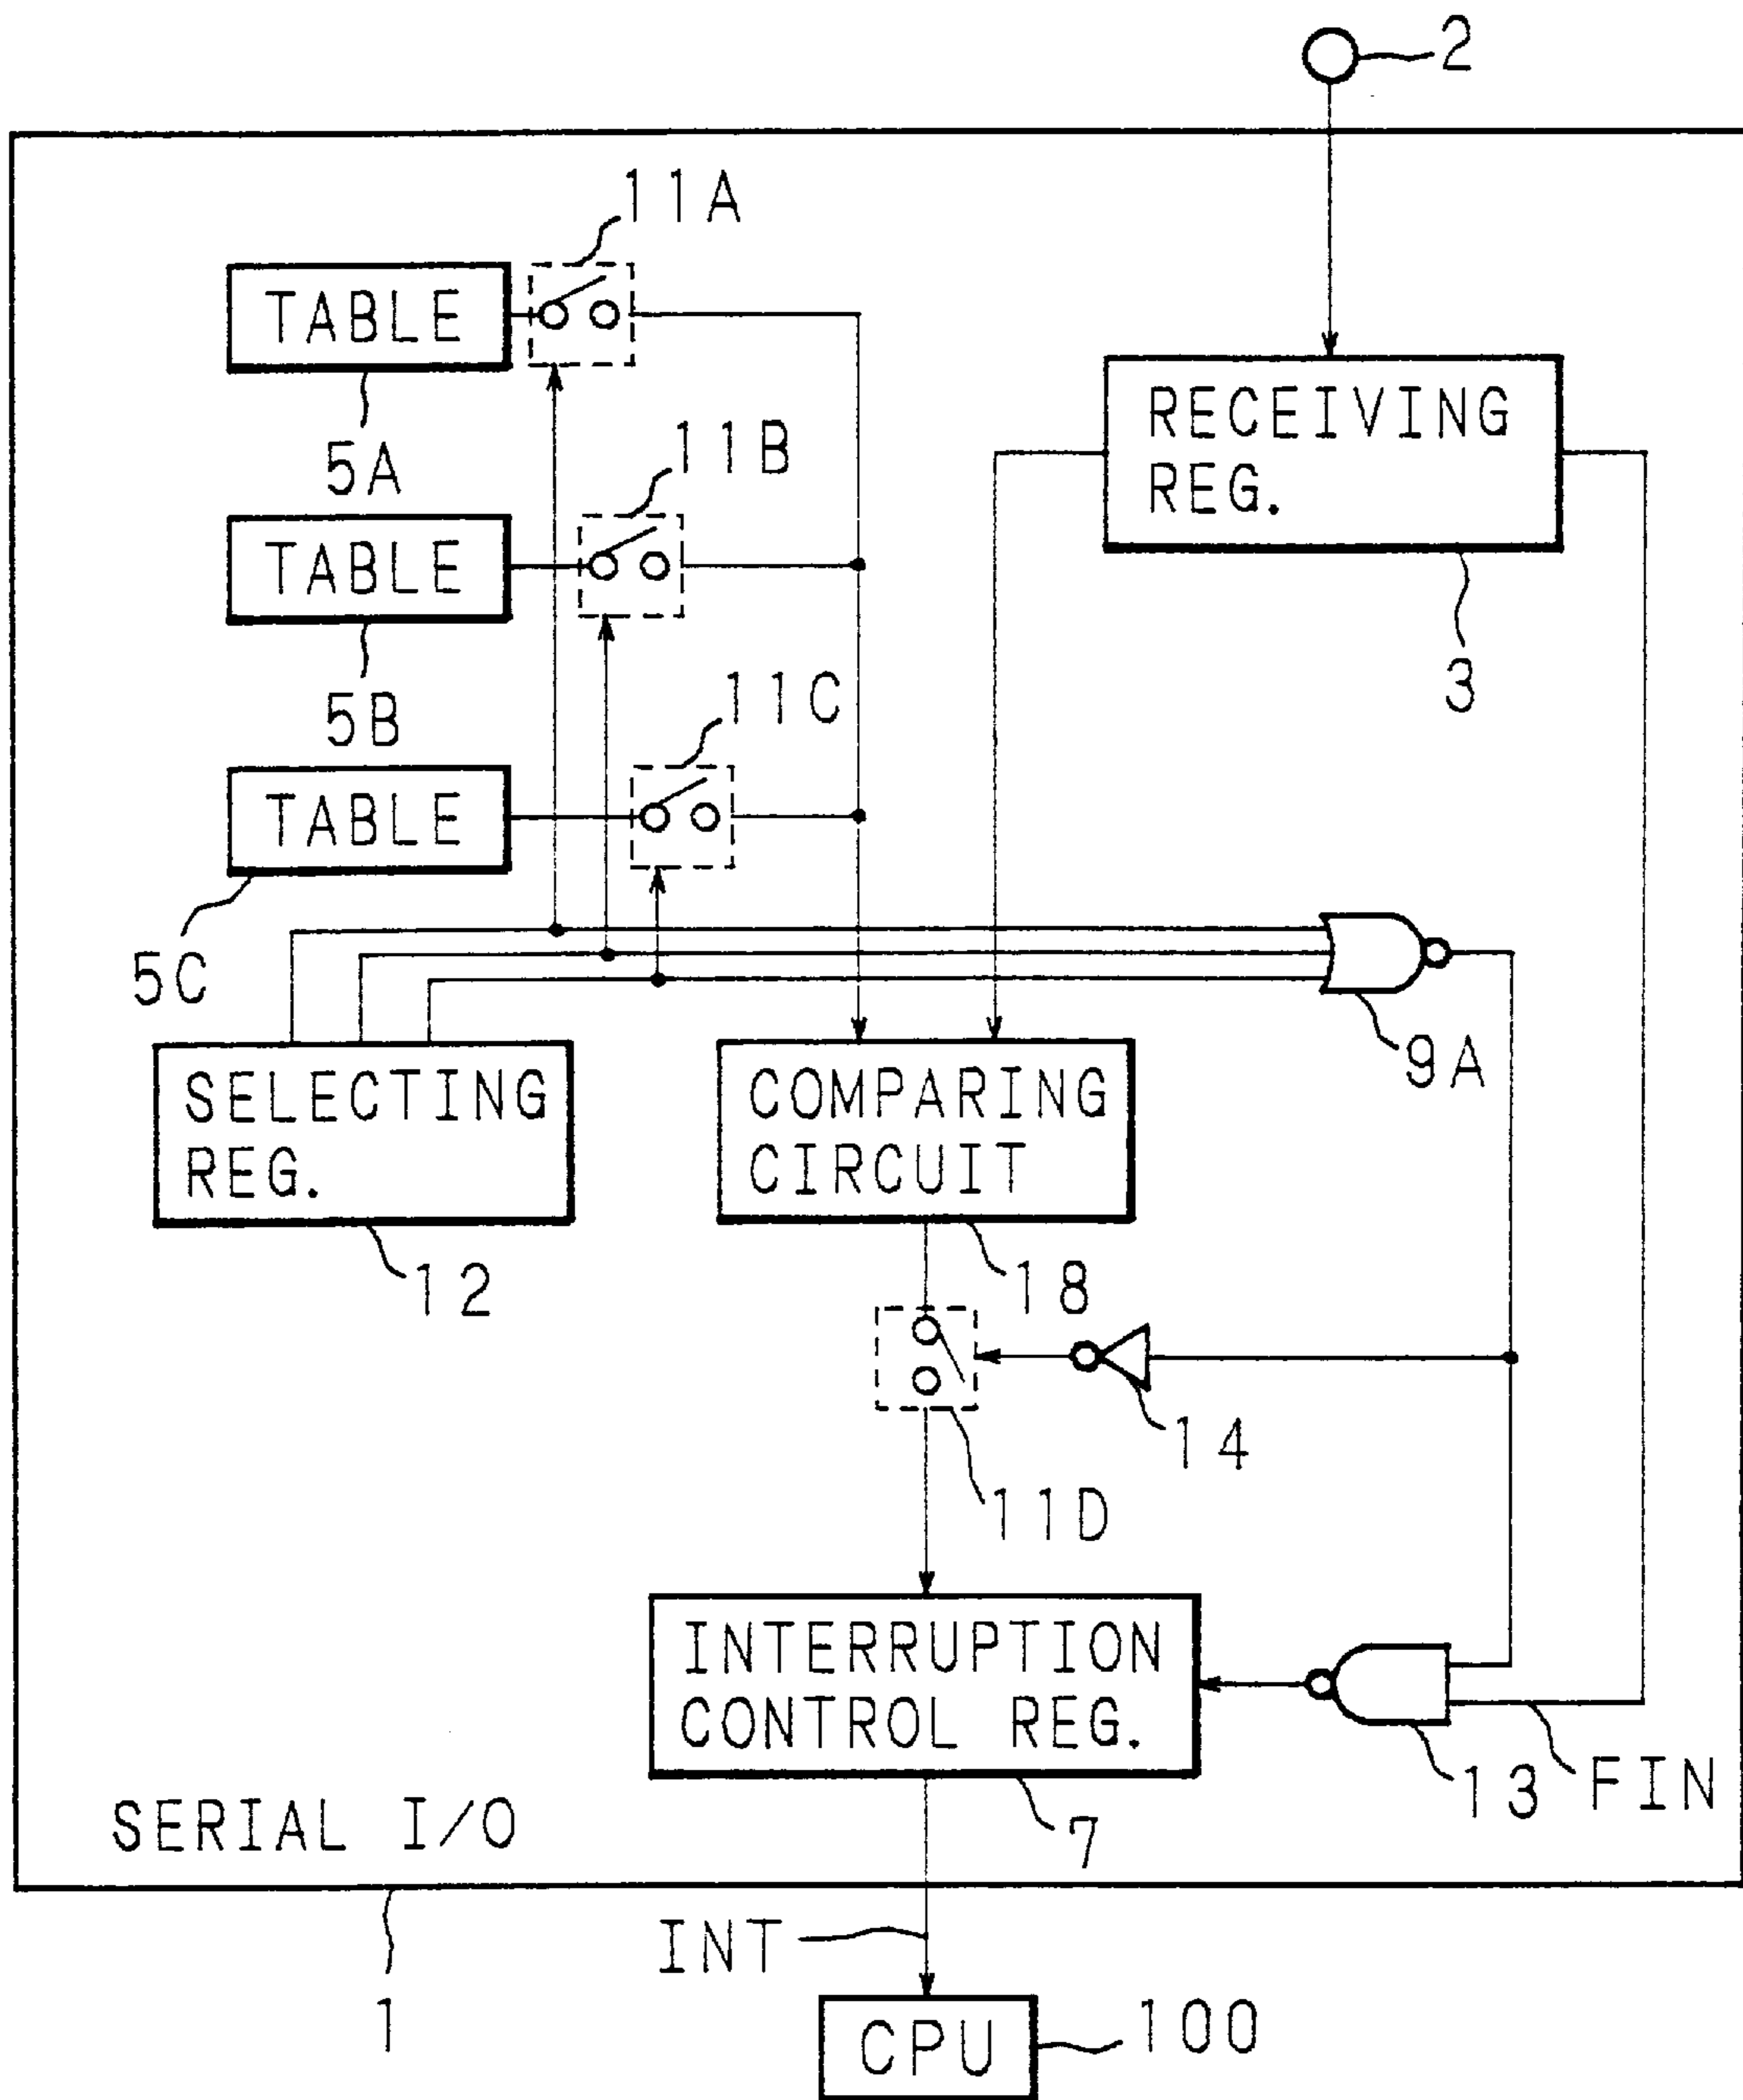 2
11A
TABLE
5A
RECEIVING
REG.
11B
TABLE
5B
3
11C
TABLE
5C
9A
SELECTING
REG.
COMPARING
CIRCUIT
12
18
14
11D
INTERRUPTION
CONTROL REG.
13
FIN
7
SERIAL I/O
INT
1
CPU
100